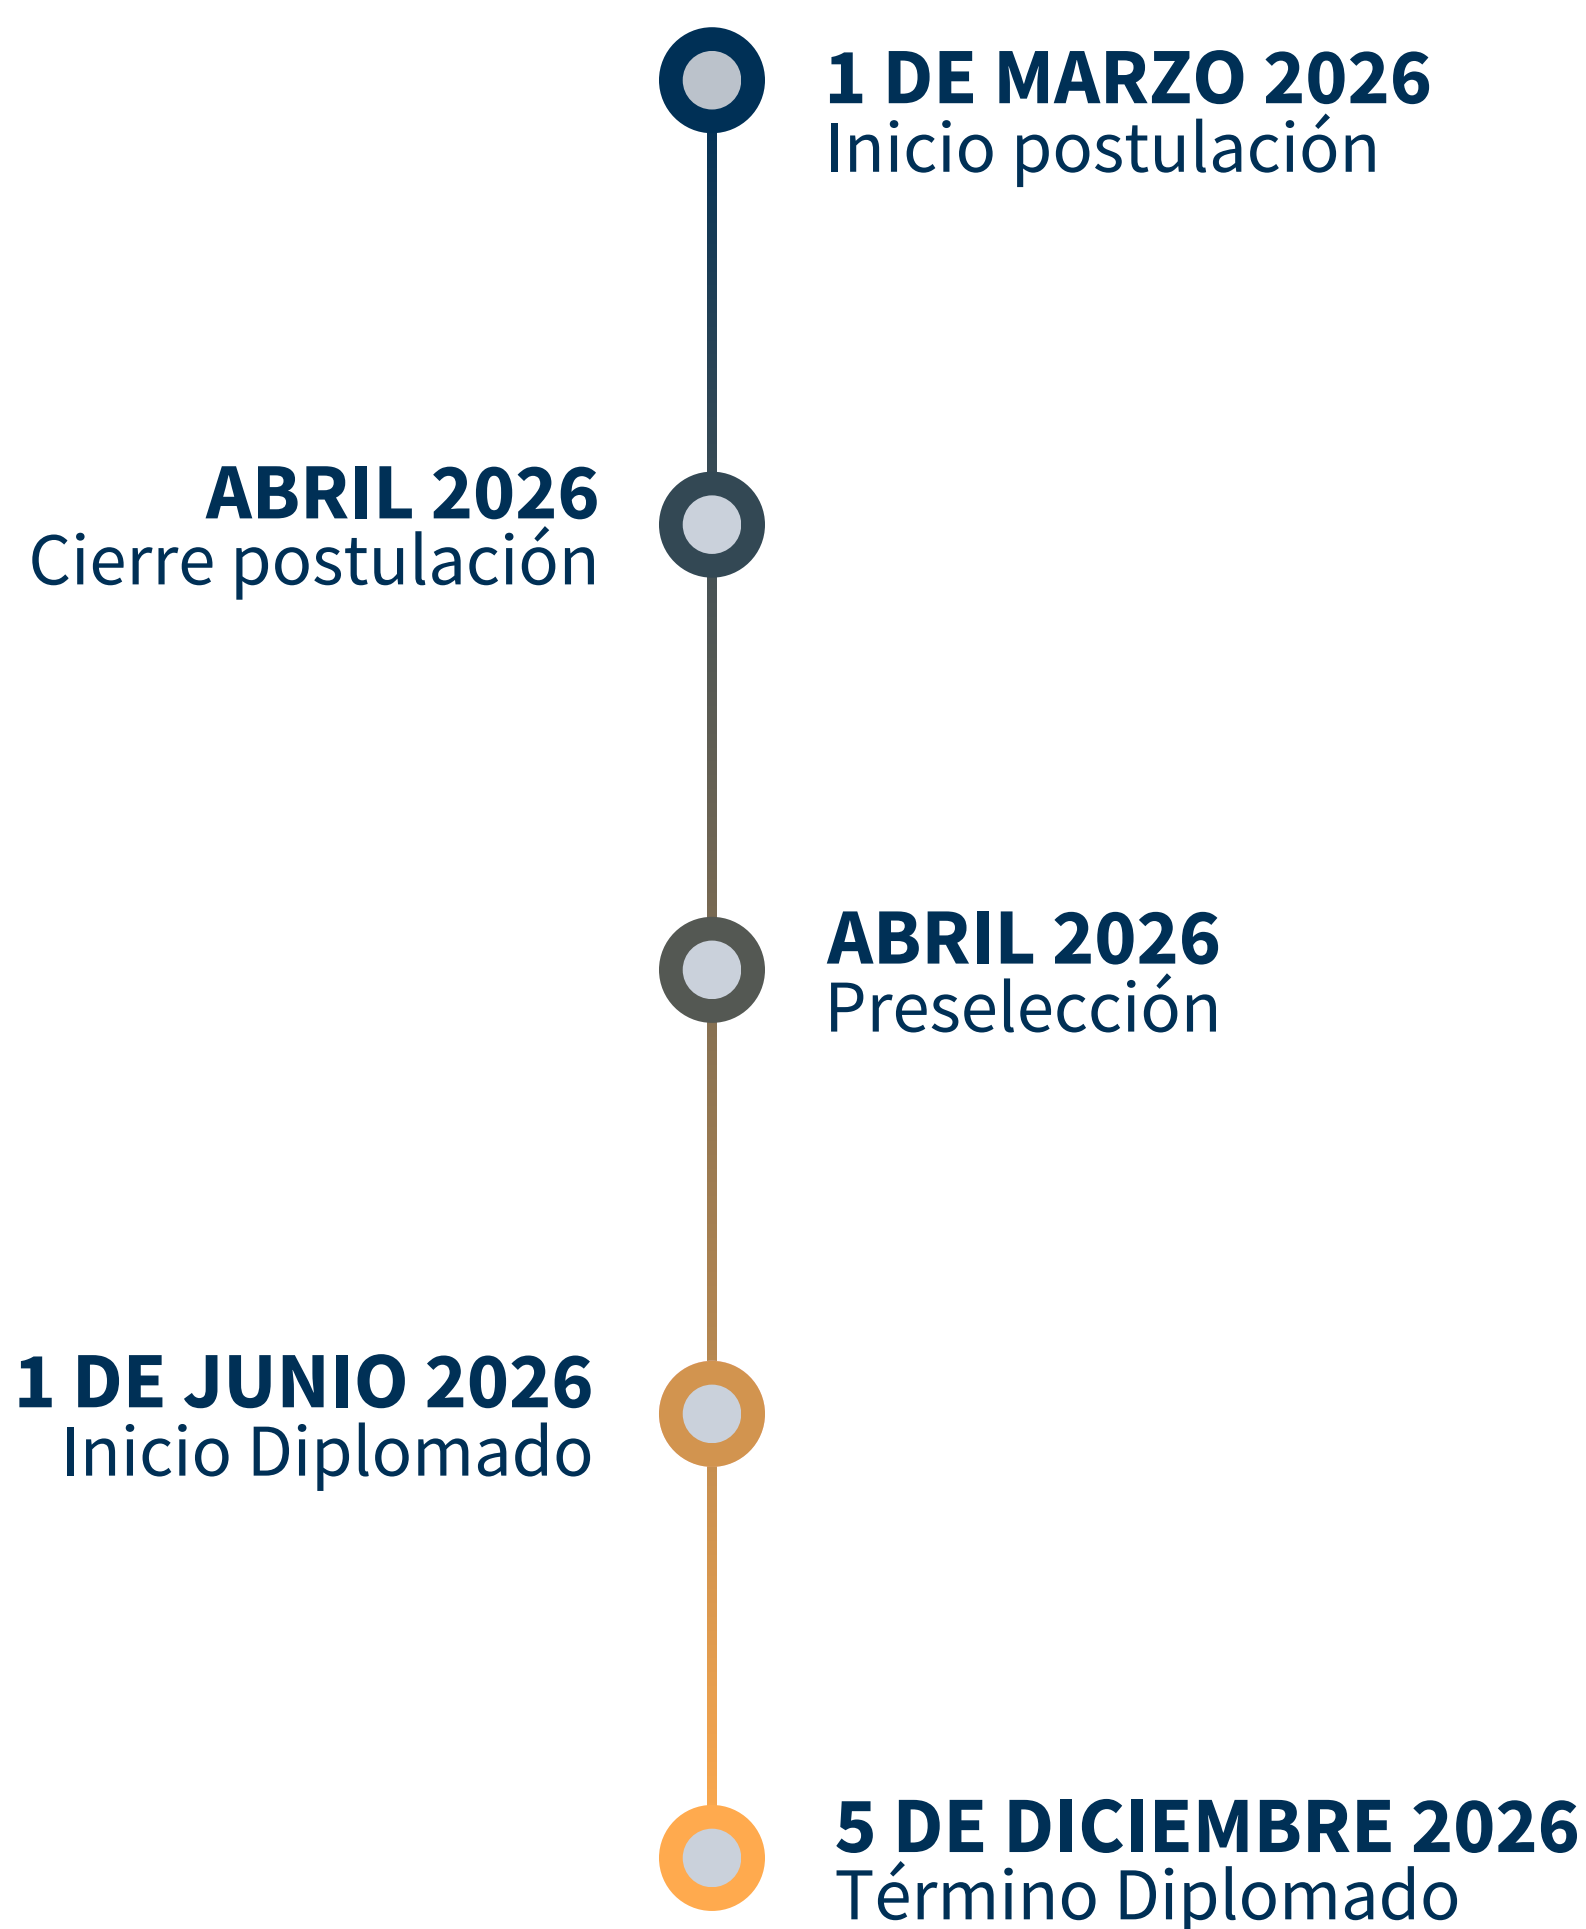 1 DE MARZO 2026
Inicio postulación
ABRIL 2026
Cierre postulación
ABRIL 2026
Preselección
1 DE JUNIO 2026
Inicio Diplomado
5 DE DICIEMBRE 2026
Término Diplomado